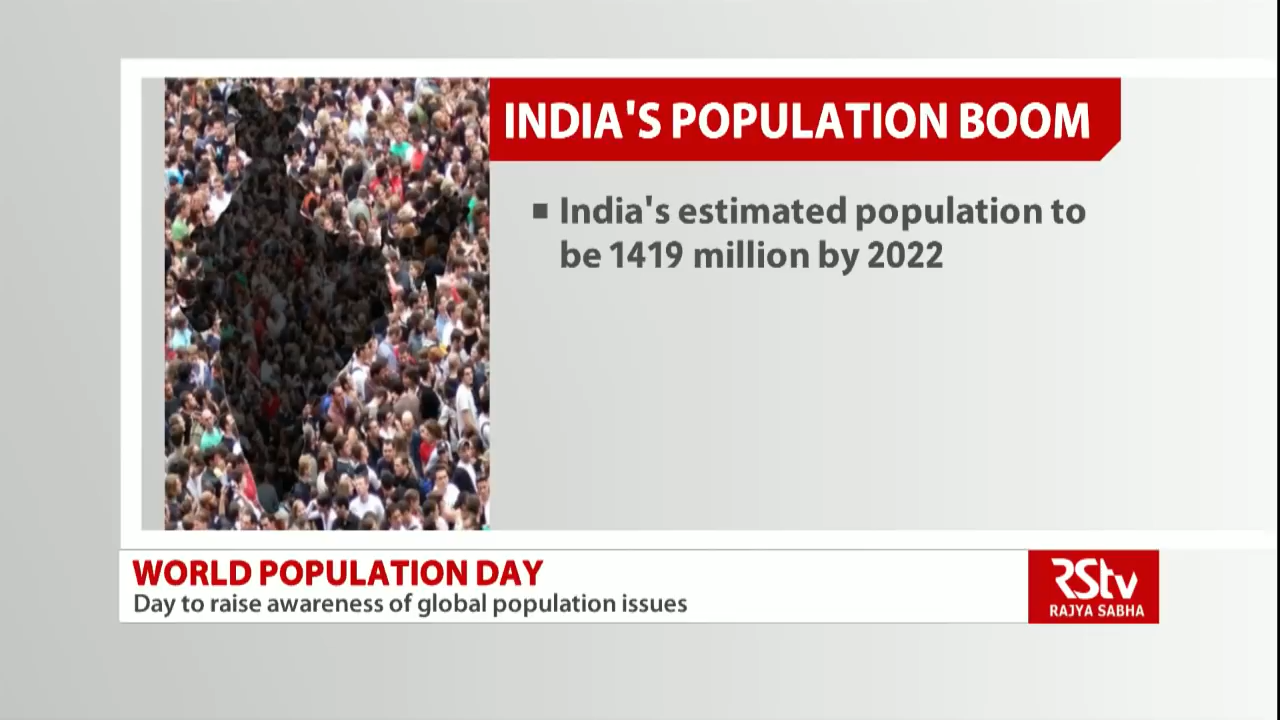 INDIA'S POPULATION BOOM
▪ India's estimated population to
be 1419 million by 2022
WORLD POPULATION DAY
Day to raise awareness of global population issues
RStv
RAJYA SABHA